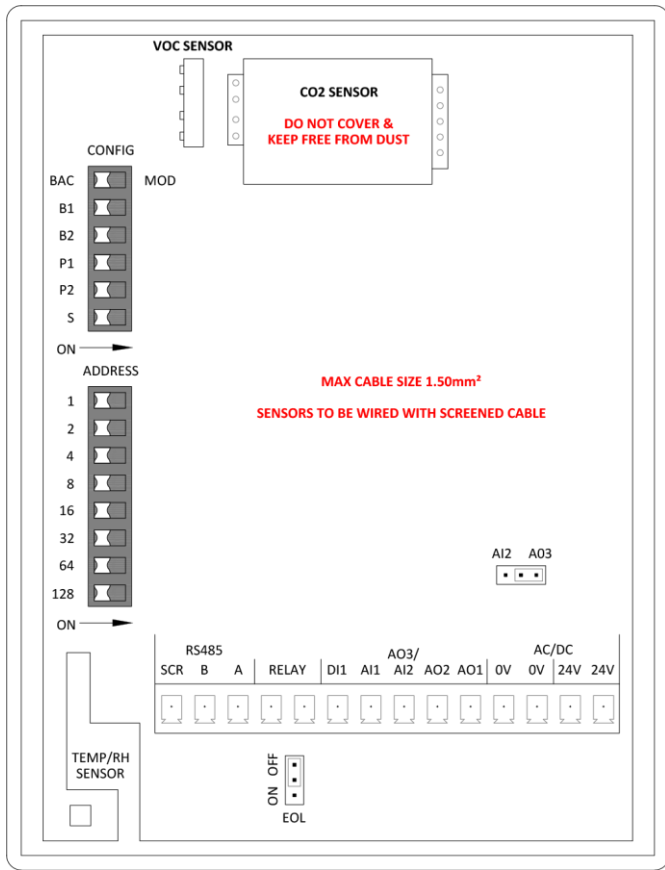 VOC SENSOR
CO2 SENSOR
DO NOT COVER &
KEEP FREE FROM DUST
CONFIG
BAC MOD
B1
B2
P1
P2
S
ON
ADDRESS
1
2
4
8
16
32
64
128
ON
MAX CABLE SIZE 1.50mm²
SENSORS TO BE WIRED WITH SCREENED CABLE
AI2 A03
RS485 AO3/ AC/DC
SCR B A RELAY DI1 AI1 AI2 AO2 AO1 0V 0V 24V 24V
TEMP/RH
SENSOR
ON OFF
EOL